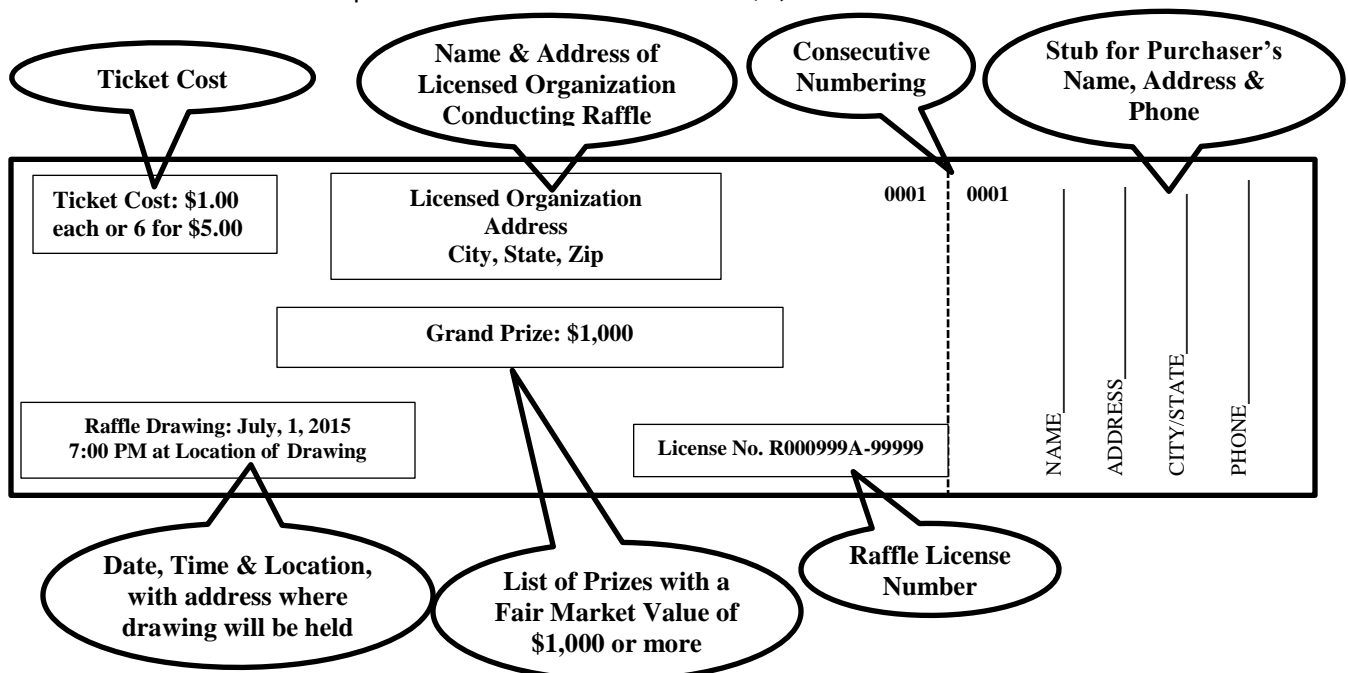 Ticket Cost
Name & Address of
Licensed Organization
Conducting Raffle
Consecutive
Numbering
Stub for Purchaser’s
Name, Address &
Phone
Ticket Cost: $1.00
each or 6 for $5.00
Licensed Organization
Address
City, State, Zip
0001 0001
Grand Prize: $1,000
Raffle Drawing: July, 1, 2015
7:00 PM at Location of Drawing
License No. R000999A-99999
NAME
ADDRESS
CITY/STATE
PHONE
Date, Time & Location,
with address where
drawing will be held
List of Prizes with a
Fair Market Value of
$1,000 or more
Raffle License
Number